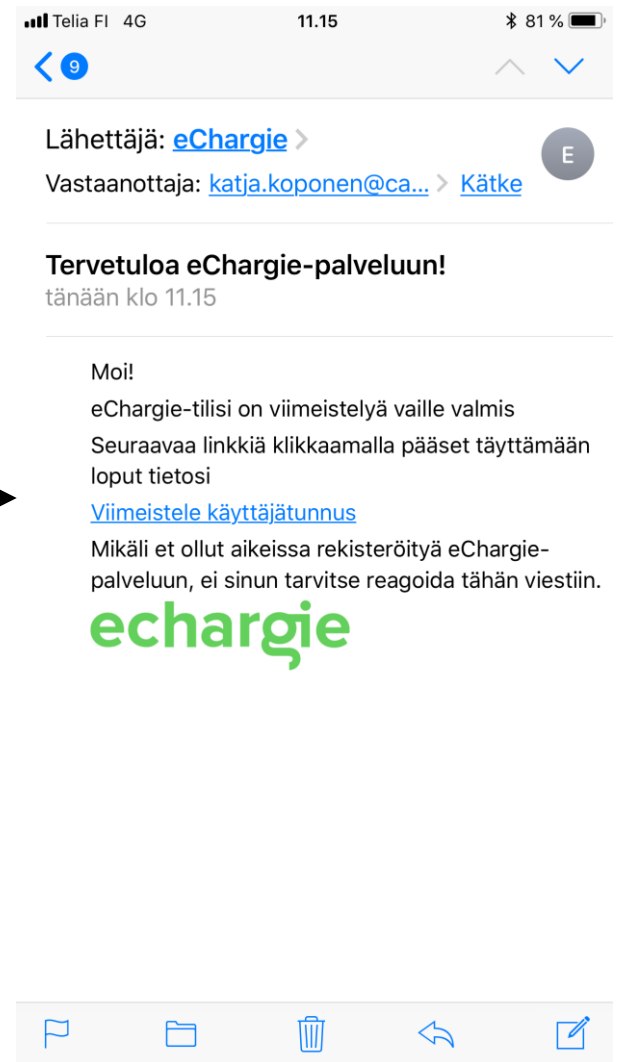 Telia FI 4G 11.15 81 %
9
Lähettäjä: eChargie
E
Vastaanottaja: katja.koponen@ca... Kätke
Tervetuloa eChargie-palveluun!
tänään klo 11.15
Moi!
eChargie-tilisi on viimeistelyä vaille valmis
Seuraavaa linkkiä klikkaamalla pääset täyttämään
loput tietosi
Viimeistele käyttäjätunnus
Mikäli et ollut aikeissa rekisteröityä eChargie-
palveluun, ei sinun tarvitse reagoida tähän viestiin.
echargie